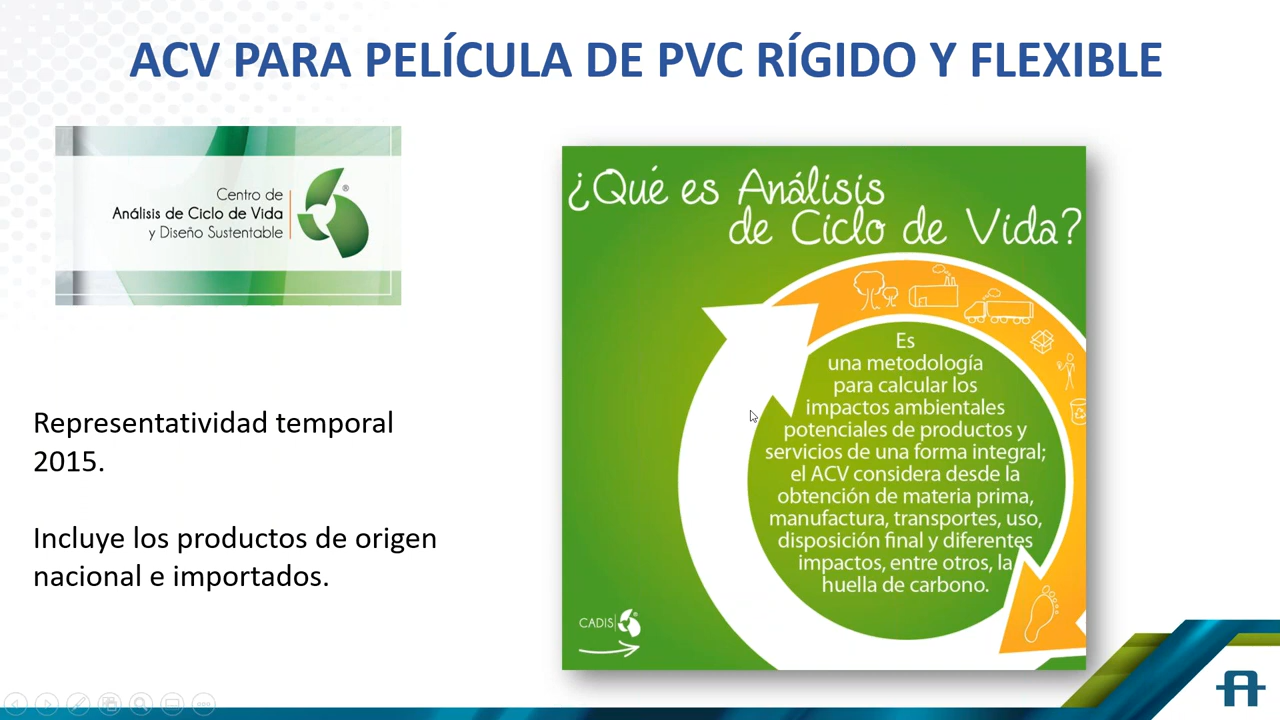 ACV PARA PELÍCULA DE PVC RÍGIDO Y FLEXIBLE
Centro de
Análisis de Ciclo de Vida
y Diseño Sustentable
®
Representatividad temporal
2015.
Incluye los productos de origen
nacional e importados.
¿Qué es Análisis
de Ciclo de Vida?
Es
una metodología
para calcular los
impactos ambientales
potenciales de productos y
servicios de una forma integral;
el ACV considera desde la
obtención de materia prima,
manufactura, transportes, uso,
disposición final y diferentes
impactos, entre otros, la
huella de carbono.
CADIS